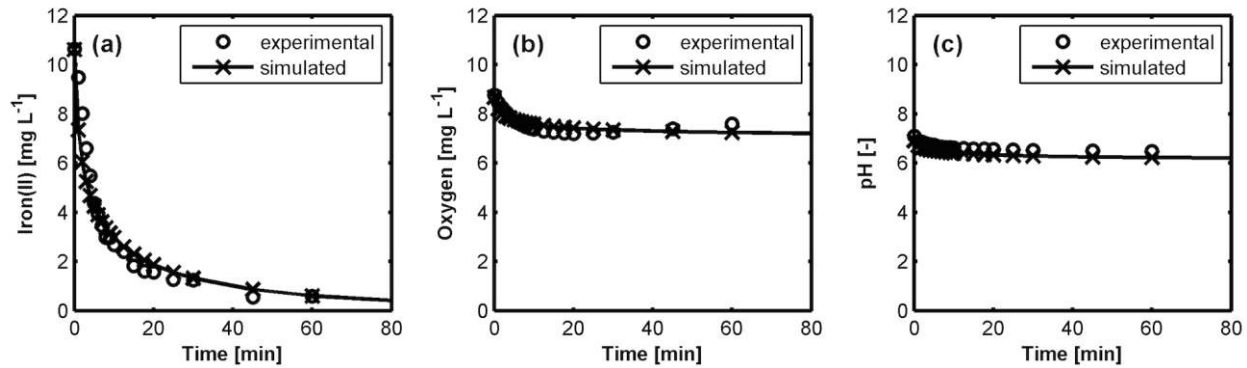 (a)
experimental
simulated
Iron(II) [mg L⁻¹]
12
10
8
6
4
2
0
0 20 40 60 80
Time [min]
(b)
experimental
simulated
Oxygen [mg L⁻¹]
12
10
8
6
4
2
0
0 20 40 60 80
Time [min]
(c)
experimental
simulated
pH [-]
12
10
8
6
4
2
0
0 20 40 60 80
Time [min]